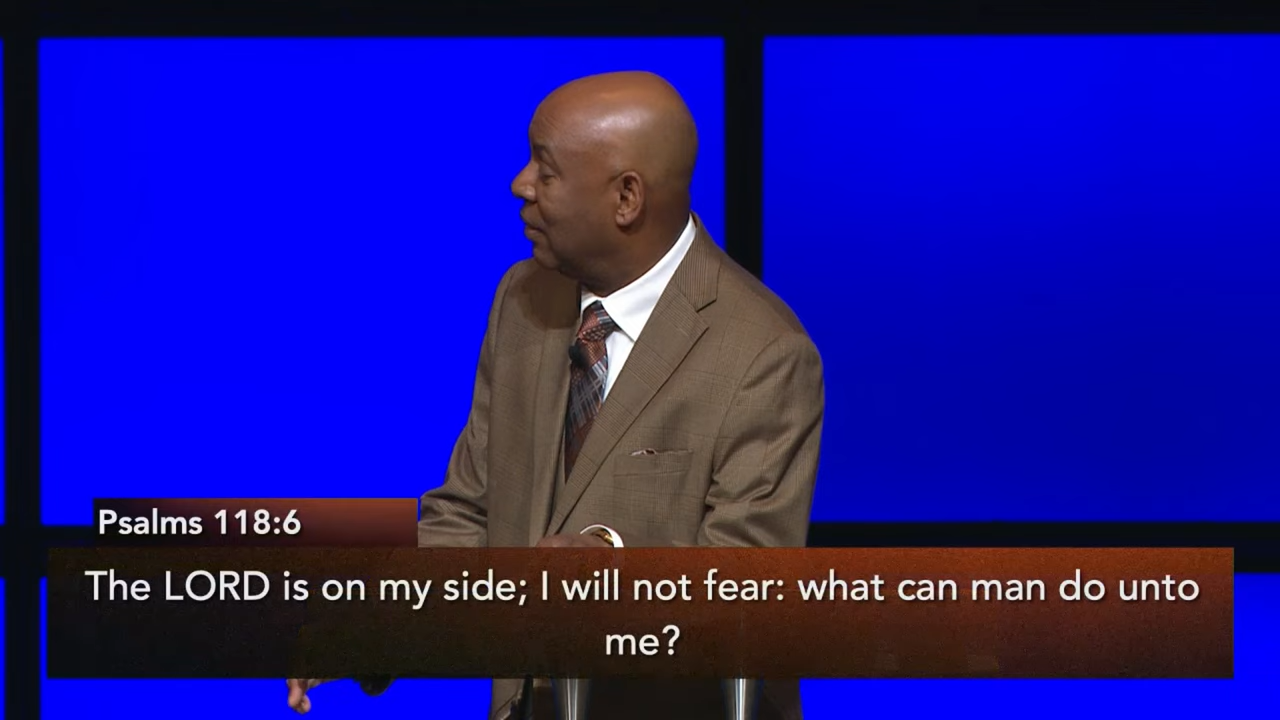 Psalms 118:6
The LORD is on my side; I will not fear: what can man do unto
me?